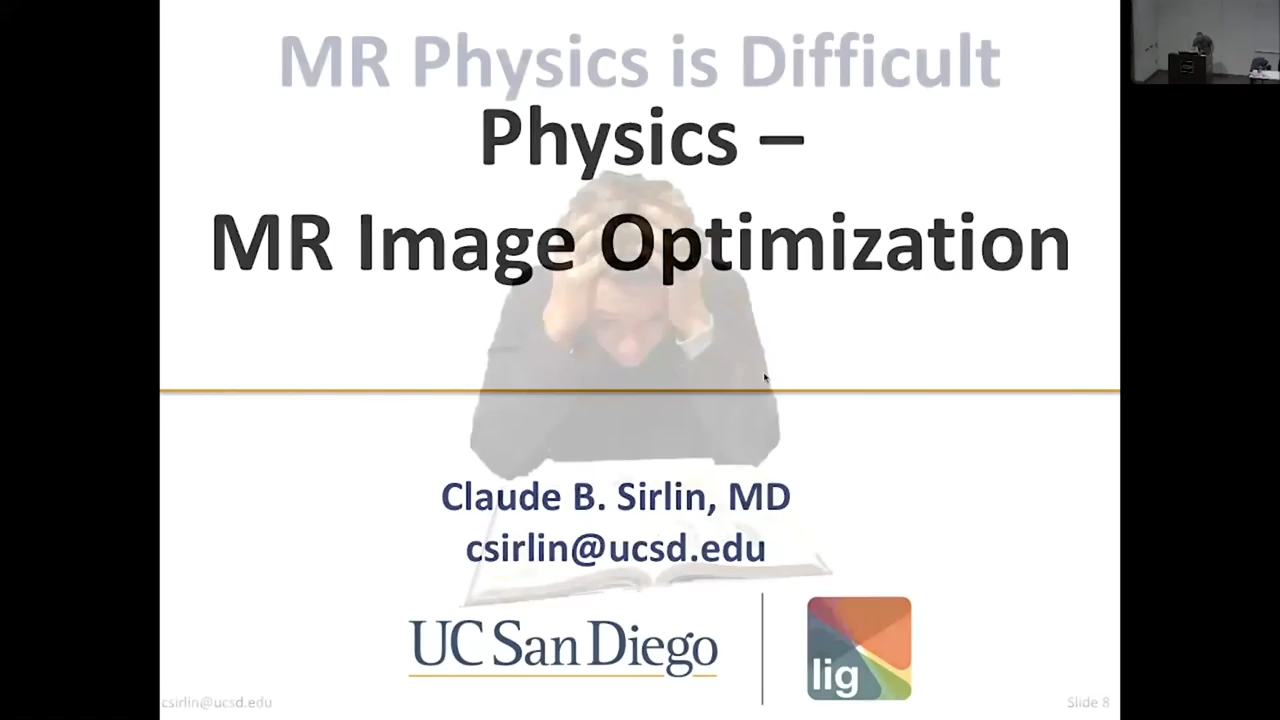 MR Physics is Difficult
Physics –
MR Image Optimization
Claude B. Sirlin, MD
csirlin@ucsd.edu
UC San Diego
lig
csirlin@ucsd.edu
Slide 8